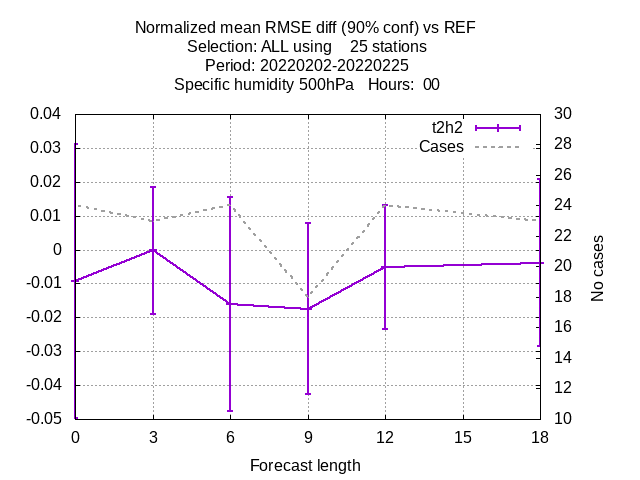 Normalized mean RMSE diff (90% conf) vs REF
Selection: ALL using    25 stations
Period: 20220202-20220225
Specific humidity 500hPa   Hours:  00
t2h2
Cases
0.04
0.03
0.02
0.01
0
-0.01
-0.02
-0.03
-0.04
-0.05
30
28
26
24
22
20
18
16
14
12
10
No cases
0 3 6 9 12 15 18
Forecast length